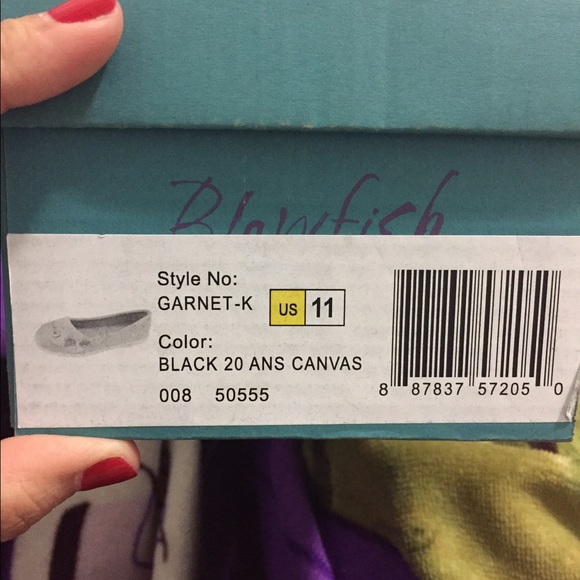 Blowfish
Style No:
GARNET-K
US 11
Color:
BLACK 20 ANS CANVAS
008 50555
8 87837 57205 0